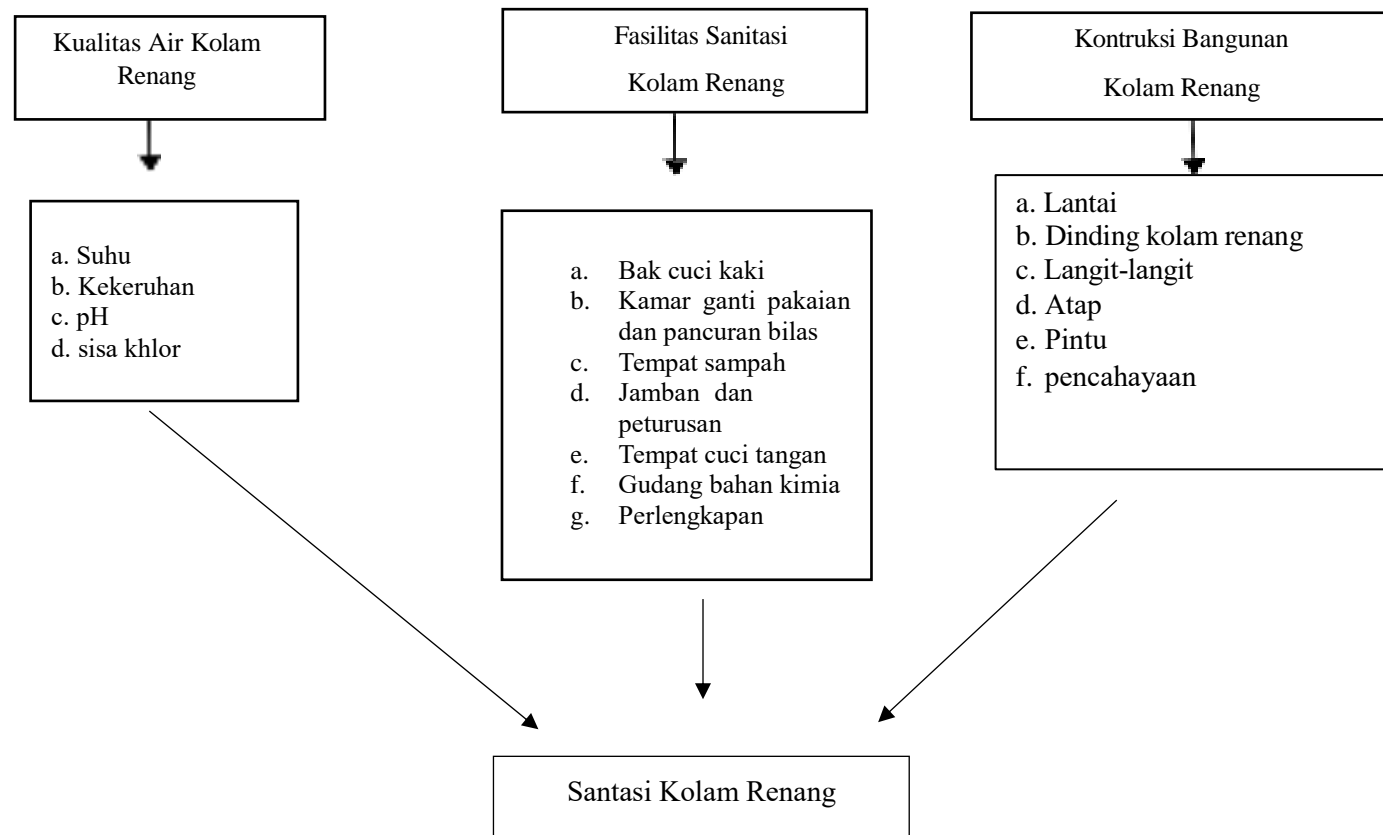 Kualitas Air Kolam
Renang
Fasilitas Sanitasi
Kolam Renang
Kontruksi Bangunan
Kolam Renang
a. Suhu
b. Kekeruhan
c. pH
d. sisa khlor
a. Bak cuci kaki
b. Kamar ganti pakaian
dan pancuran bilas
c. Tempat sampah
d. Jamban dan
peturusan
e. Tempat cuci tangan
f. Gudang bahan kimia
g. Perlengkapan
a. Lantai
b. Dinding kolam renang
c. Langit-langit
d. Atap
e. Pintu
f. pencahayaan
Santasi Kolam Renang